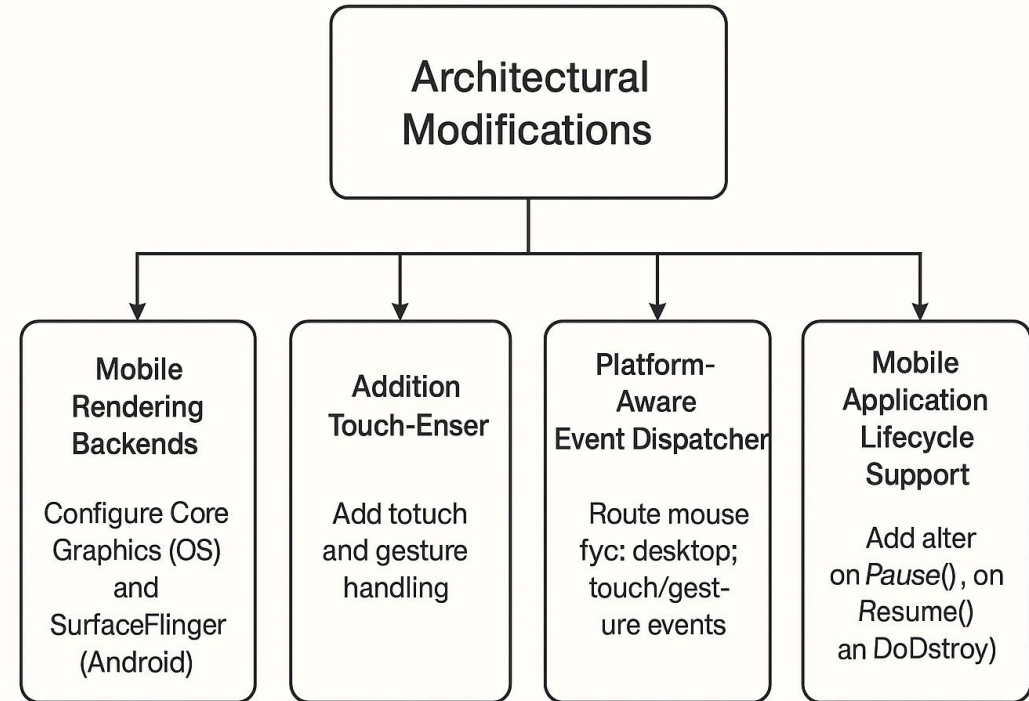 Architectural
Modifications
Mobile
Rendering
Backends
Configure Core
Graphics (OS)
and
SurfaceFlinger
(Android)
Addition
Touch-Enser
Add totuch
and gesture
handling
Platform-
Aware
Event Dispatcher
Route mouse
fyc: desktop;
touch/gest-
ure events
Mobile
Application
Lifecycle
Support
Add alter
on Pause(), on
Resume()
an DoDstroy)